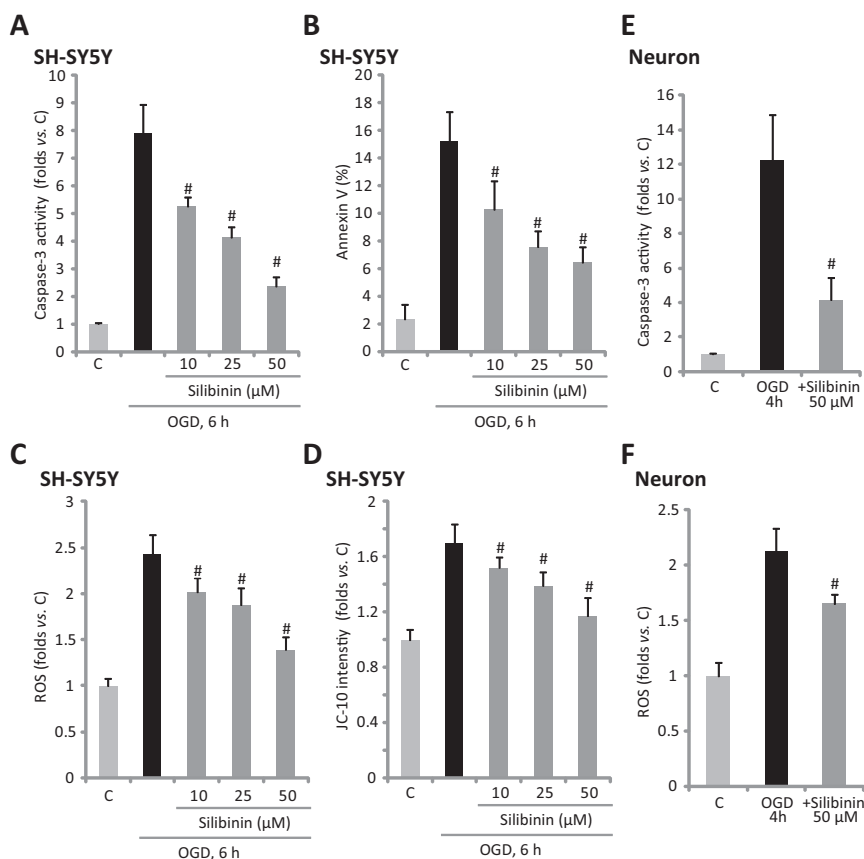 A
SH-SY5Y
Caspase-3 activity (folds vs. C)
10
9
8
7
6
5
4
3
2
1
0
#
#
#
C
10
25
50
Silibinin (μM)
OGD, 6 h
B
SH-SY5Y
Annexin V (%)
20
18
16
14
12
10
8
6
4
2
0
#
#
#
C
10
25
50
Silibinin (μM)
OGD, 6 h
E
Neuron
Caspase-3 activity (folds vs. C)
16
14
12
10
8
6
4
2
0
#
C
OGD
4h
+Silibinin
50 μM
C
SH-SY5Y
ROS (folds vs. C)
3
2.5
2
1.5
1
0.5
0
#
#
#
C
10
25
50
Silibinin (μM)
OGD, 6 h
D
SH-SY5Y
JC-10 intenstiy (folds vs. C)
2
1.6
1.2
0.8
0.4
0
#
#
#
C
10
25
50
Silibinin (μM)
OGD, 6 h
F
Neuron
ROS (folds vs. C)
2.5
2
1.5
1
0.5
0
#
C
OGD
4h
+Silibinin
50 μM